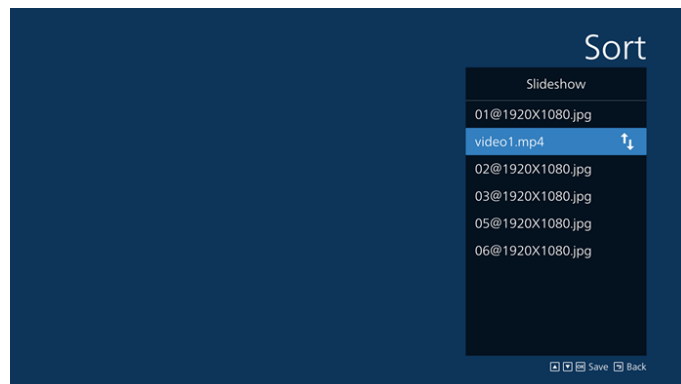 Sort
Slideshow
01@1920X1080.jpg
video1.mp4
02@1920X1080.jpg
03@1920X1080.jpg
05@1920X1080.jpg
06@1920X1080.jpg
OK Save Back